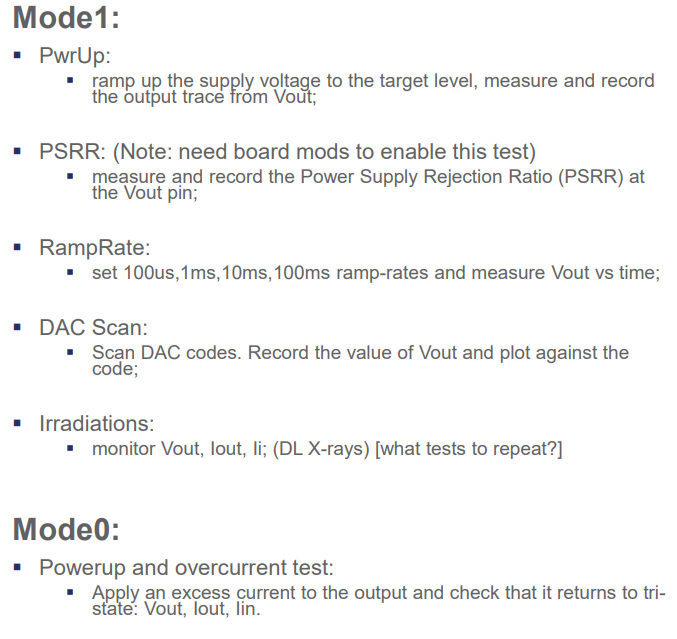 Mode1:
PwrUp:
ramp up the supply voltage to the target level, measure and record
the output trace from Vout;
PSRR: (Note: need board mods to enable this test)
measure and record the Power Supply Rejection Ratio (PSRR) at
the Vout pin;
RampRate:
set 100us,1ms,10ms,100ms ramp-rates and measure Vout vs time;
DAC Scan:
Scan DAC codes. Record the value of Vout and plot against the
code;
Irradiations:
monitor Vout, Iout, Ii; (DL X-rays) [what tests to repeat?]
Mode0:
Powerup and overcurrent test:
Apply an excess current to the output and check that it returns to tri-
state: Vout, Iout, Iin.